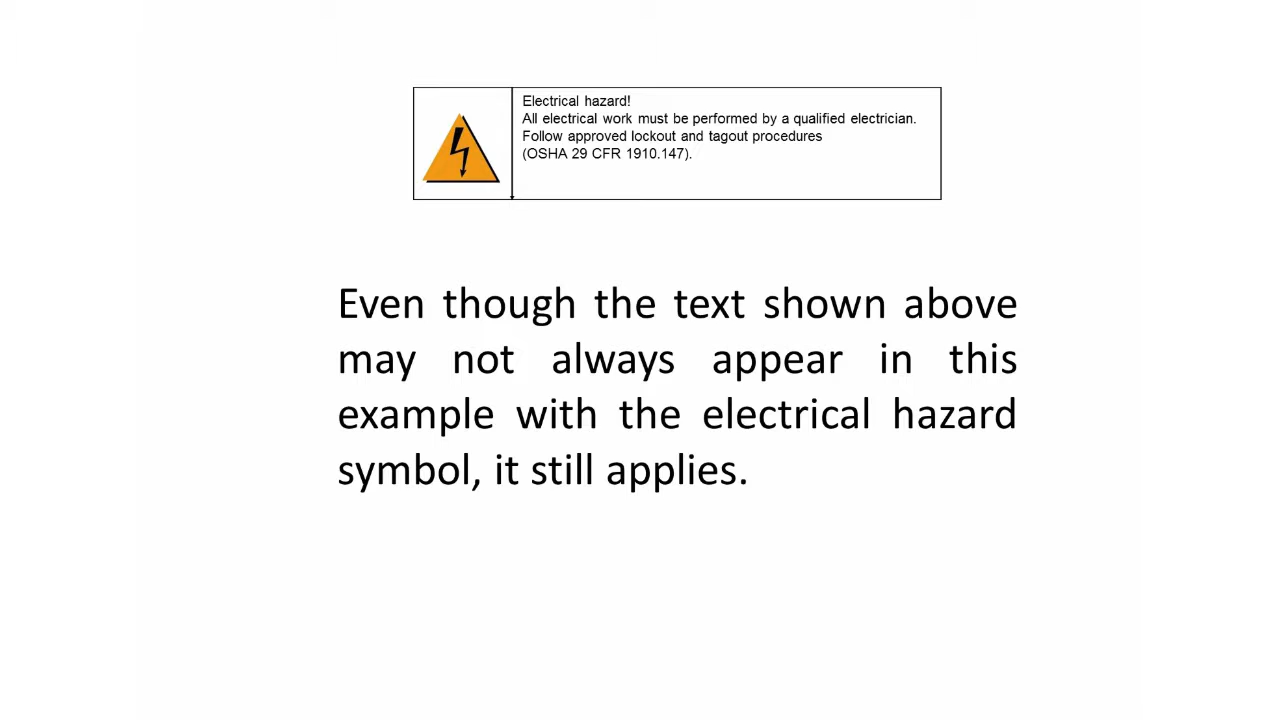 Electrical hazard!
All electrical work must be performed by a qualified electrician.
Follow approved lockout and tagout procedures
(OSHA 29 CFR 1910.147).
Even though the text shown above
may not always appear in this
example with the electrical hazard
symbol, it still applies.